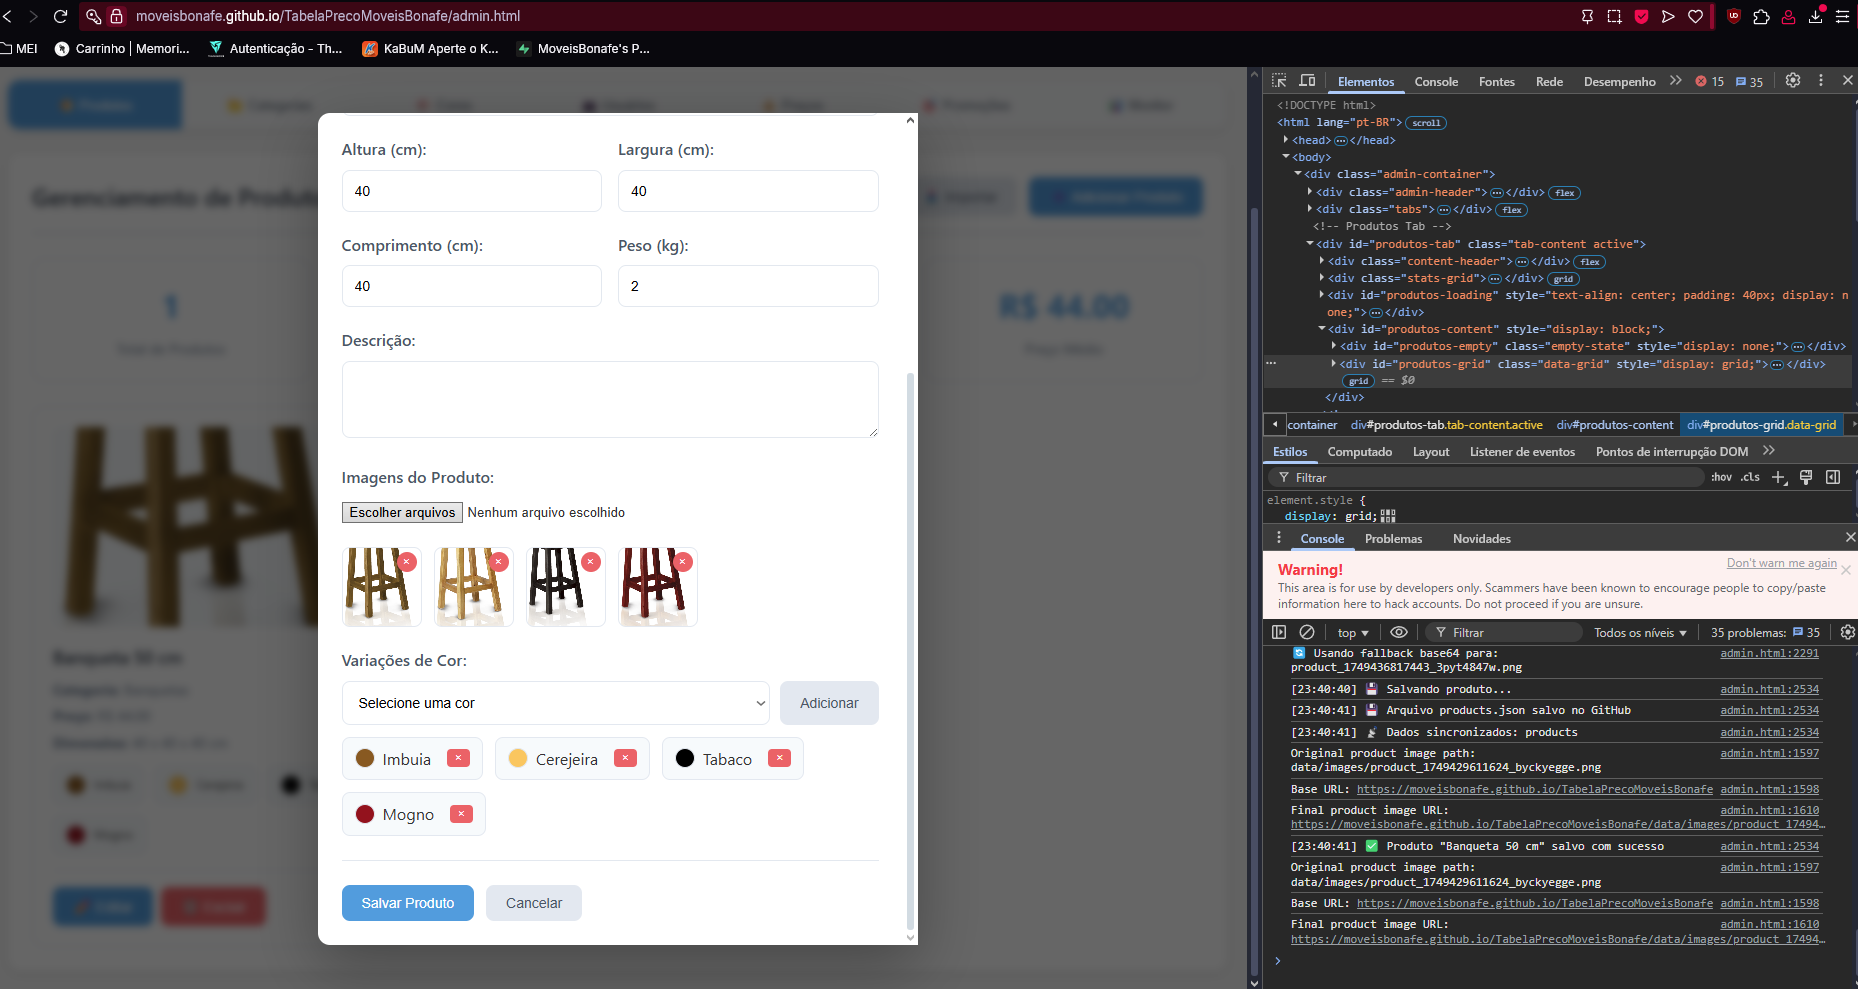 moveisbonafe.github.io/TabelaPrecoMoveisBonafe/admin.html
MEI
Carrinho | Memori...
Autenticação - Th...
KaBuM Aperte o K...
MoveisBonafe's P...
Gerenciamento de Produto
1
R$ 44.00
Banqueta 50 cm
Altura (cm):
Largura (cm):
40
40
Comprimento (cm):
Peso (kg):
40
2
Descrição:
Imagens do Produto:
Escolher arquivos Nenhum arquivo escolhido
Variações de Cor:
Selecione uma cor
Adicionar
Imbuia
Cerejeira
Tabaco
Mogno
Salvar Produto
Cancelar
Elementos
Console
Fontes
Rede
Desempenho
15
35
<!DOCTYPE html>
<html lang="pt-BR"> scroll
<head> ⋯ </head>
<body>
<div class="admin-container">
<div class="admin-header"> ⋯ </div> flex
<div class="tabs"> ⋯ </div> flex
<!-- Produtos Tab -->
<div id="produtos-tab" class="tab-content active">
<div class="content-header"> ⋯ </div> flex
<div class="stats-grid"> ⋯ </div> grid
<div id="produtos-loading" style="text-align: center; padding: 40px; display: n
one;"> ⋯ </div>
<div id="produtos-content" style="display: block;">
<div id="produtos-empty" class="empty-state" style="display: none;"> ⋯ </div>
<div id="produtos-grid" class="data-grid" style="display: grid;"> ⋯ </div>
grid == $0
</div>
container
div#produtos-tab.tab-content.active
div#produtos-content
div#produtos-grid.data-grid
Estilos
Computado
Layout
Listener de eventos
Pontos de interrupção DOM
Filtrar
:hov .cls
element.style {
display: grid;
Console
Problemas
Novidades
Warning!
Don't warn me again
This area is for use by developers only. Scammers have been known to encourage people to copy/paste
information here to hack accounts. Do not proceed if you are unsure.
top
Filtrar
Todos os níveis
35 problemas: 35
Usando fallback base64 para: admin.html:2291
product_1749436817443_3pyt4847w.png
[23:40:40] 💾 Salvando produto... admin.html:2534
[23:40:41] 💾 Arquivo products.json salvo no GitHub admin.html:2534
[23:40:41] 📡 Dados sincronizados: products admin.html:2534
Original product image path: admin.html:1597
data/images/product_1749429611624_byckyegge.png
Base URL: https://moveisbonafe.github.io/TabelaPrecoMoveisBonafe admin.html:1598
Final product image URL: admin.html:1610
https://moveisbonafe.github.io/TabelaPrecoMoveisBonafe/data/images/product_17494…
[23:40:41] ✅ Produto "Banqueta 50 cm" salvo com sucesso admin.html:2534
Original product image path: admin.html:1597
data/images/product_1749429611624_byckyegge.png
Base URL: https://moveisbonafe.github.io/TabelaPrecoMoveisBonafe admin.html:1598
Final product image URL: admin.html:1610
https://moveisbonafe.github.io/TabelaPrecoMoveisBonafe/data/images/product_17494…